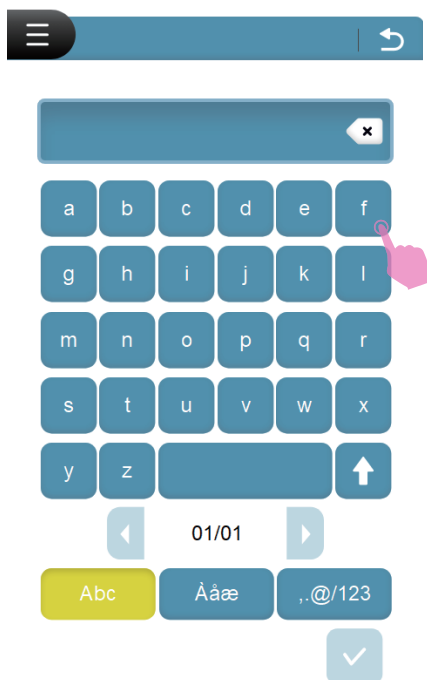 a b c d e f
g h i j k l
m n o p q r
s t u v w x
y z
01/01
Abc Àåæ ,.@/123